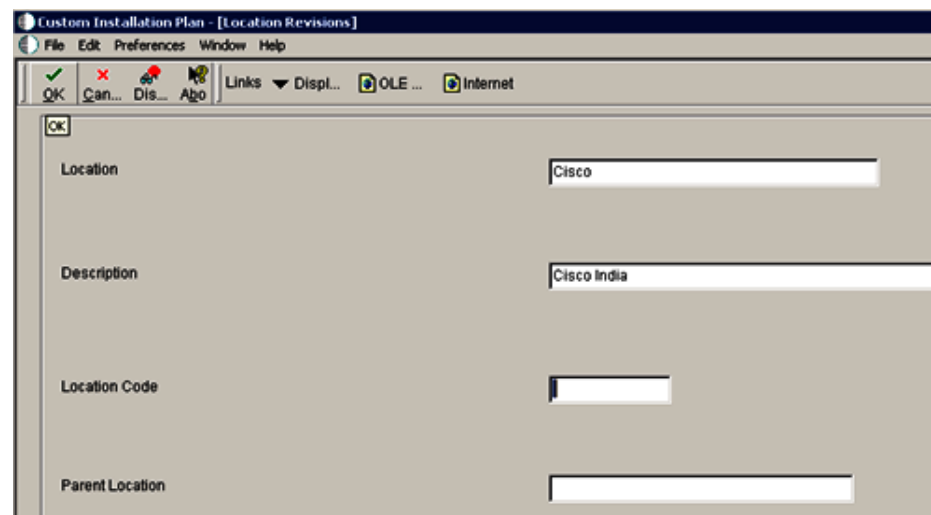 Custom Installation Plan - [Location Revisions]
File Edit Preferences Window Help
OK Can... Dis... Abo Links Displ... OLE ... Internet
OK
Location Cisco
Description Cisco India
Location Code
Parent Location